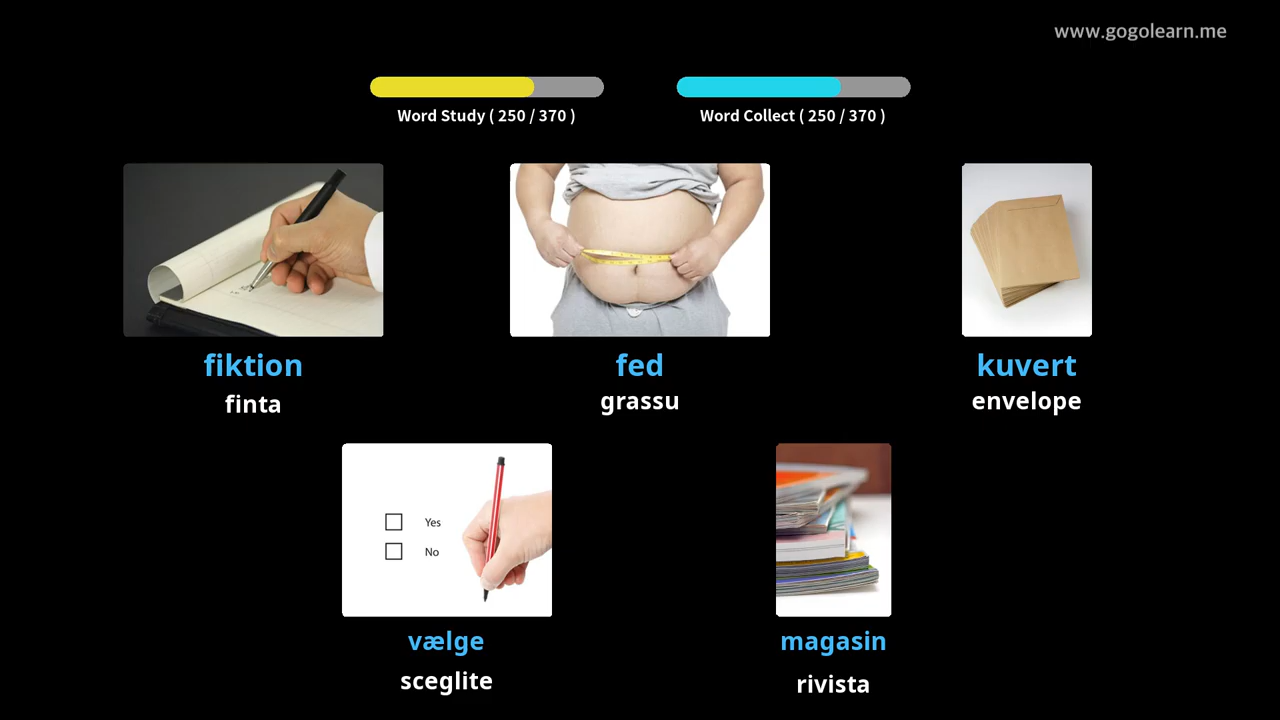 www.gogolearn.me
Word Study ( 250 / 370 )
Word Collect ( 250 / 370 )
fiktion
finta
fed
grassu
kuvert
envelope
Yes
No
vælge
sceglite
magasin
rivista